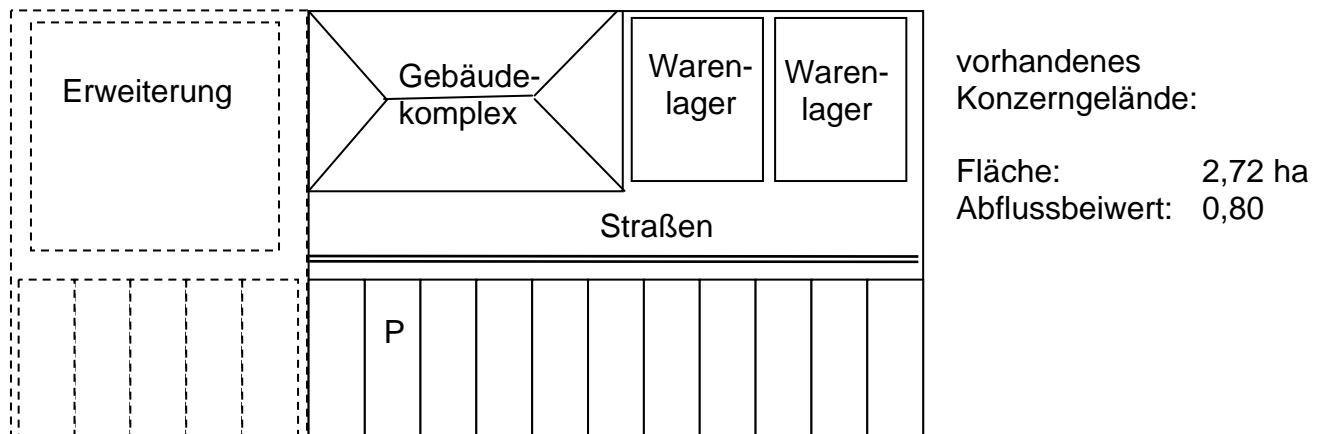 Erweiterung
Gebäude-
komplex
Waren-
lager
Waren-
lager
vorhandenes
Konzerngelände:
Fläche: 2,72 ha
Abflussbeiwert: 0,80
Straßen
P